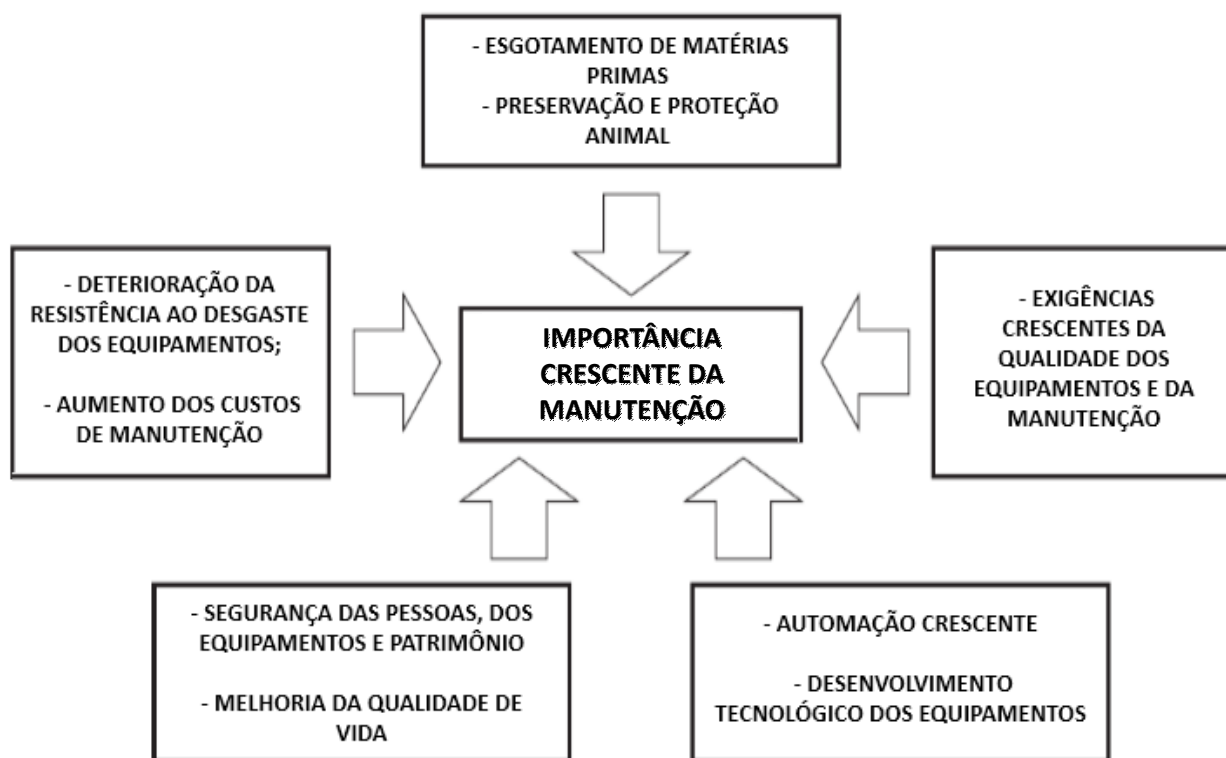 - ESGOTAMENTO DE MATÉRIAS
PRIMAS
- PRESERVAÇÃO E PROTEÇÃO
ANIMAL
- DETERIORAÇÃO DA
RESISTÊNCIA AO DESGASTE
DOS EQUIPAMENTOS;
- AUMENTO DOS CUSTOS
DE MANUTENÇÃO
IMPORTÂNCIA
CRESCENTE DA
MANUTENÇÃO
- EXIGÊNCIAS
CRESCENTES DA
QUALIDADE DOS
EQUIPAMENTOS E DA
MANUTENÇÃO
- SEGURANÇA DAS PESSOAS, DOS
EQUIPAMENTOS E PATRIMÔNIO
- MELHORIA DA QUALIDADE DE
VIDA
- AUTOMAÇÃO CRESCENTE
- DESENVOLVIMENTO
TECNOLÓGICO DOS EQUIPAMENTOS